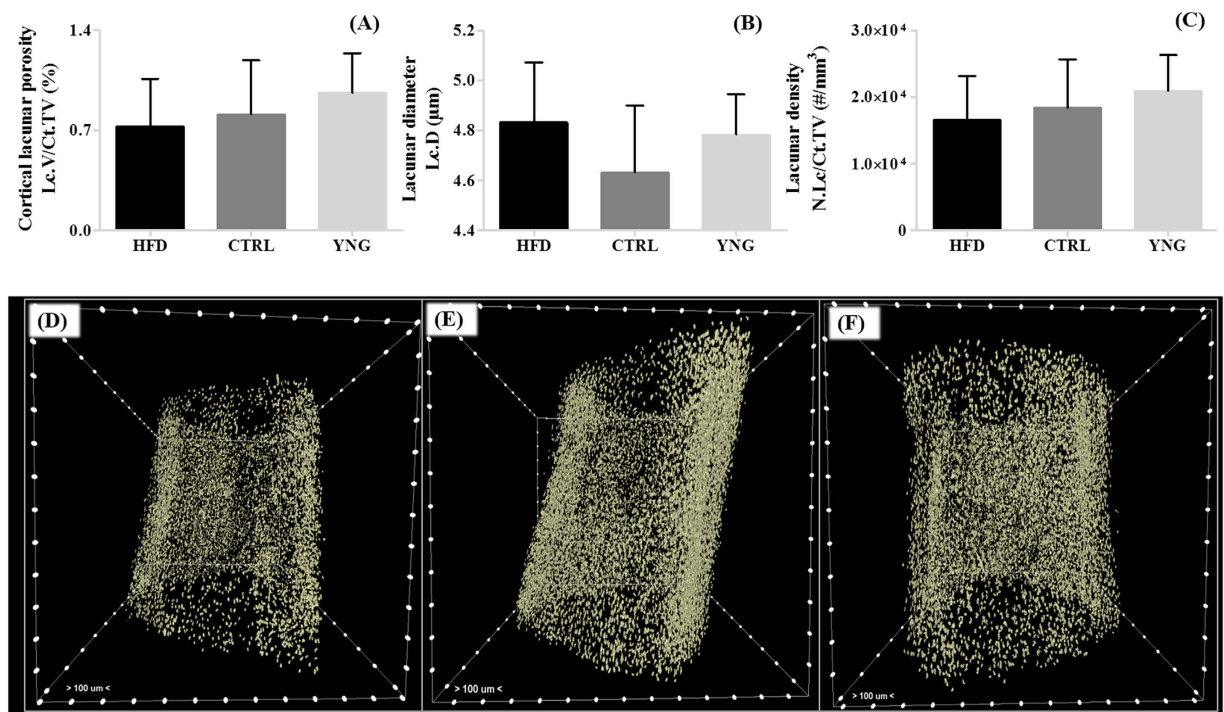 (A)
Cortical lacunar porosity
Lc.V/Ct.TV (%)
1.4
0.7
0.0
HFD CTRL YNG
(B)
Lacunar diameter
Lc.D (µm)
5.2
5.0
4.8
4.6
4.4
HFD CTRL YNG
(C)
Lacunar density
N.Lc/Ct.TV (#/mm³)
3.0×10⁴
2.0×10⁴
1.0×10⁴
0
HFD CTRL YNG
(D)
> 100 um <
(E)
> 100 um <
(F)
> 100 um <